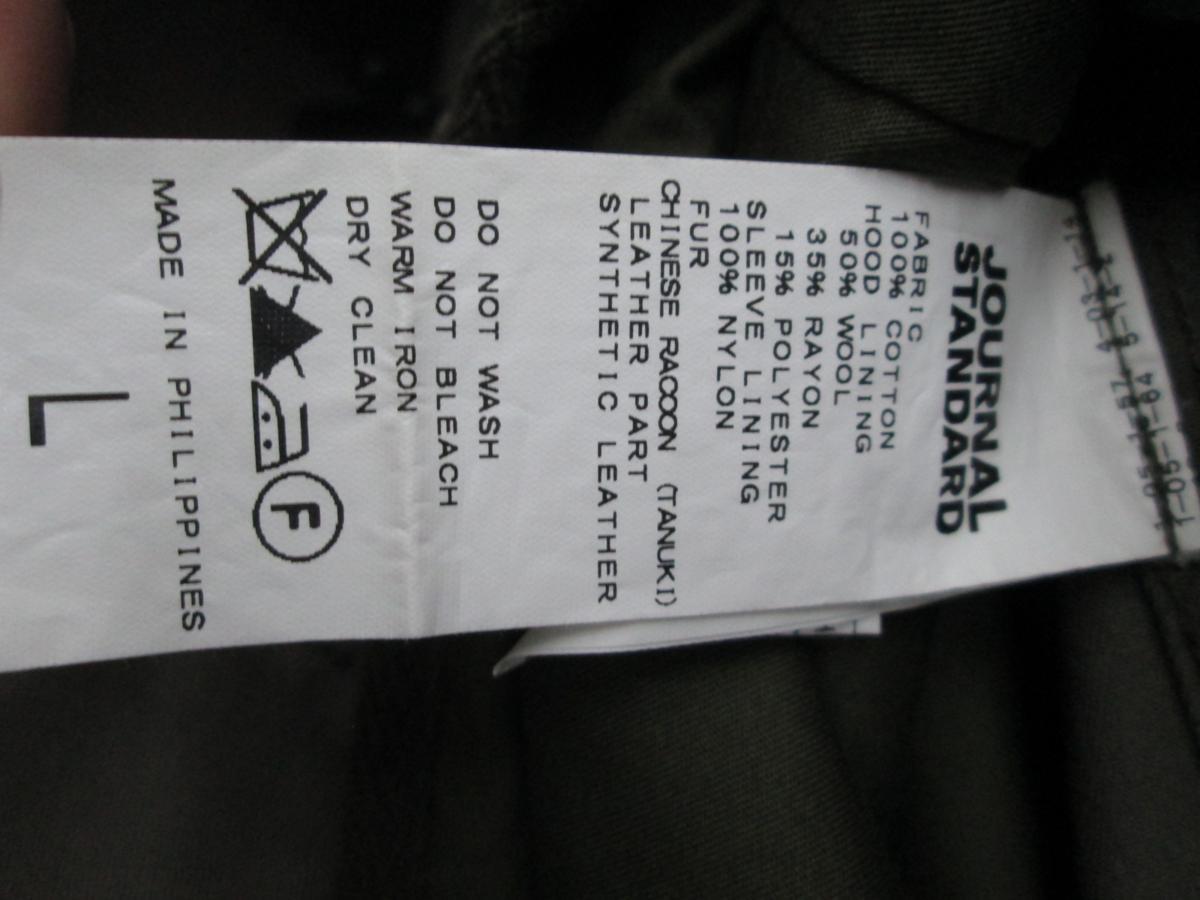 JOURNAL
STANDARD
FABRIC
100% COTTON
HOOD LINING
50% WOOL
35% RAYON
15% POLYESTER
SLEEVE LINING
100% NYLON
FUR
CHINESE RACOON (TANUKI)
LEATHER PART
SYNTHETIC LEATHER
DO NOT WASH
DO NOT BLEACH
WARM IRON
DRY CLEAN
F
MADE IN PHILIPPINES
L